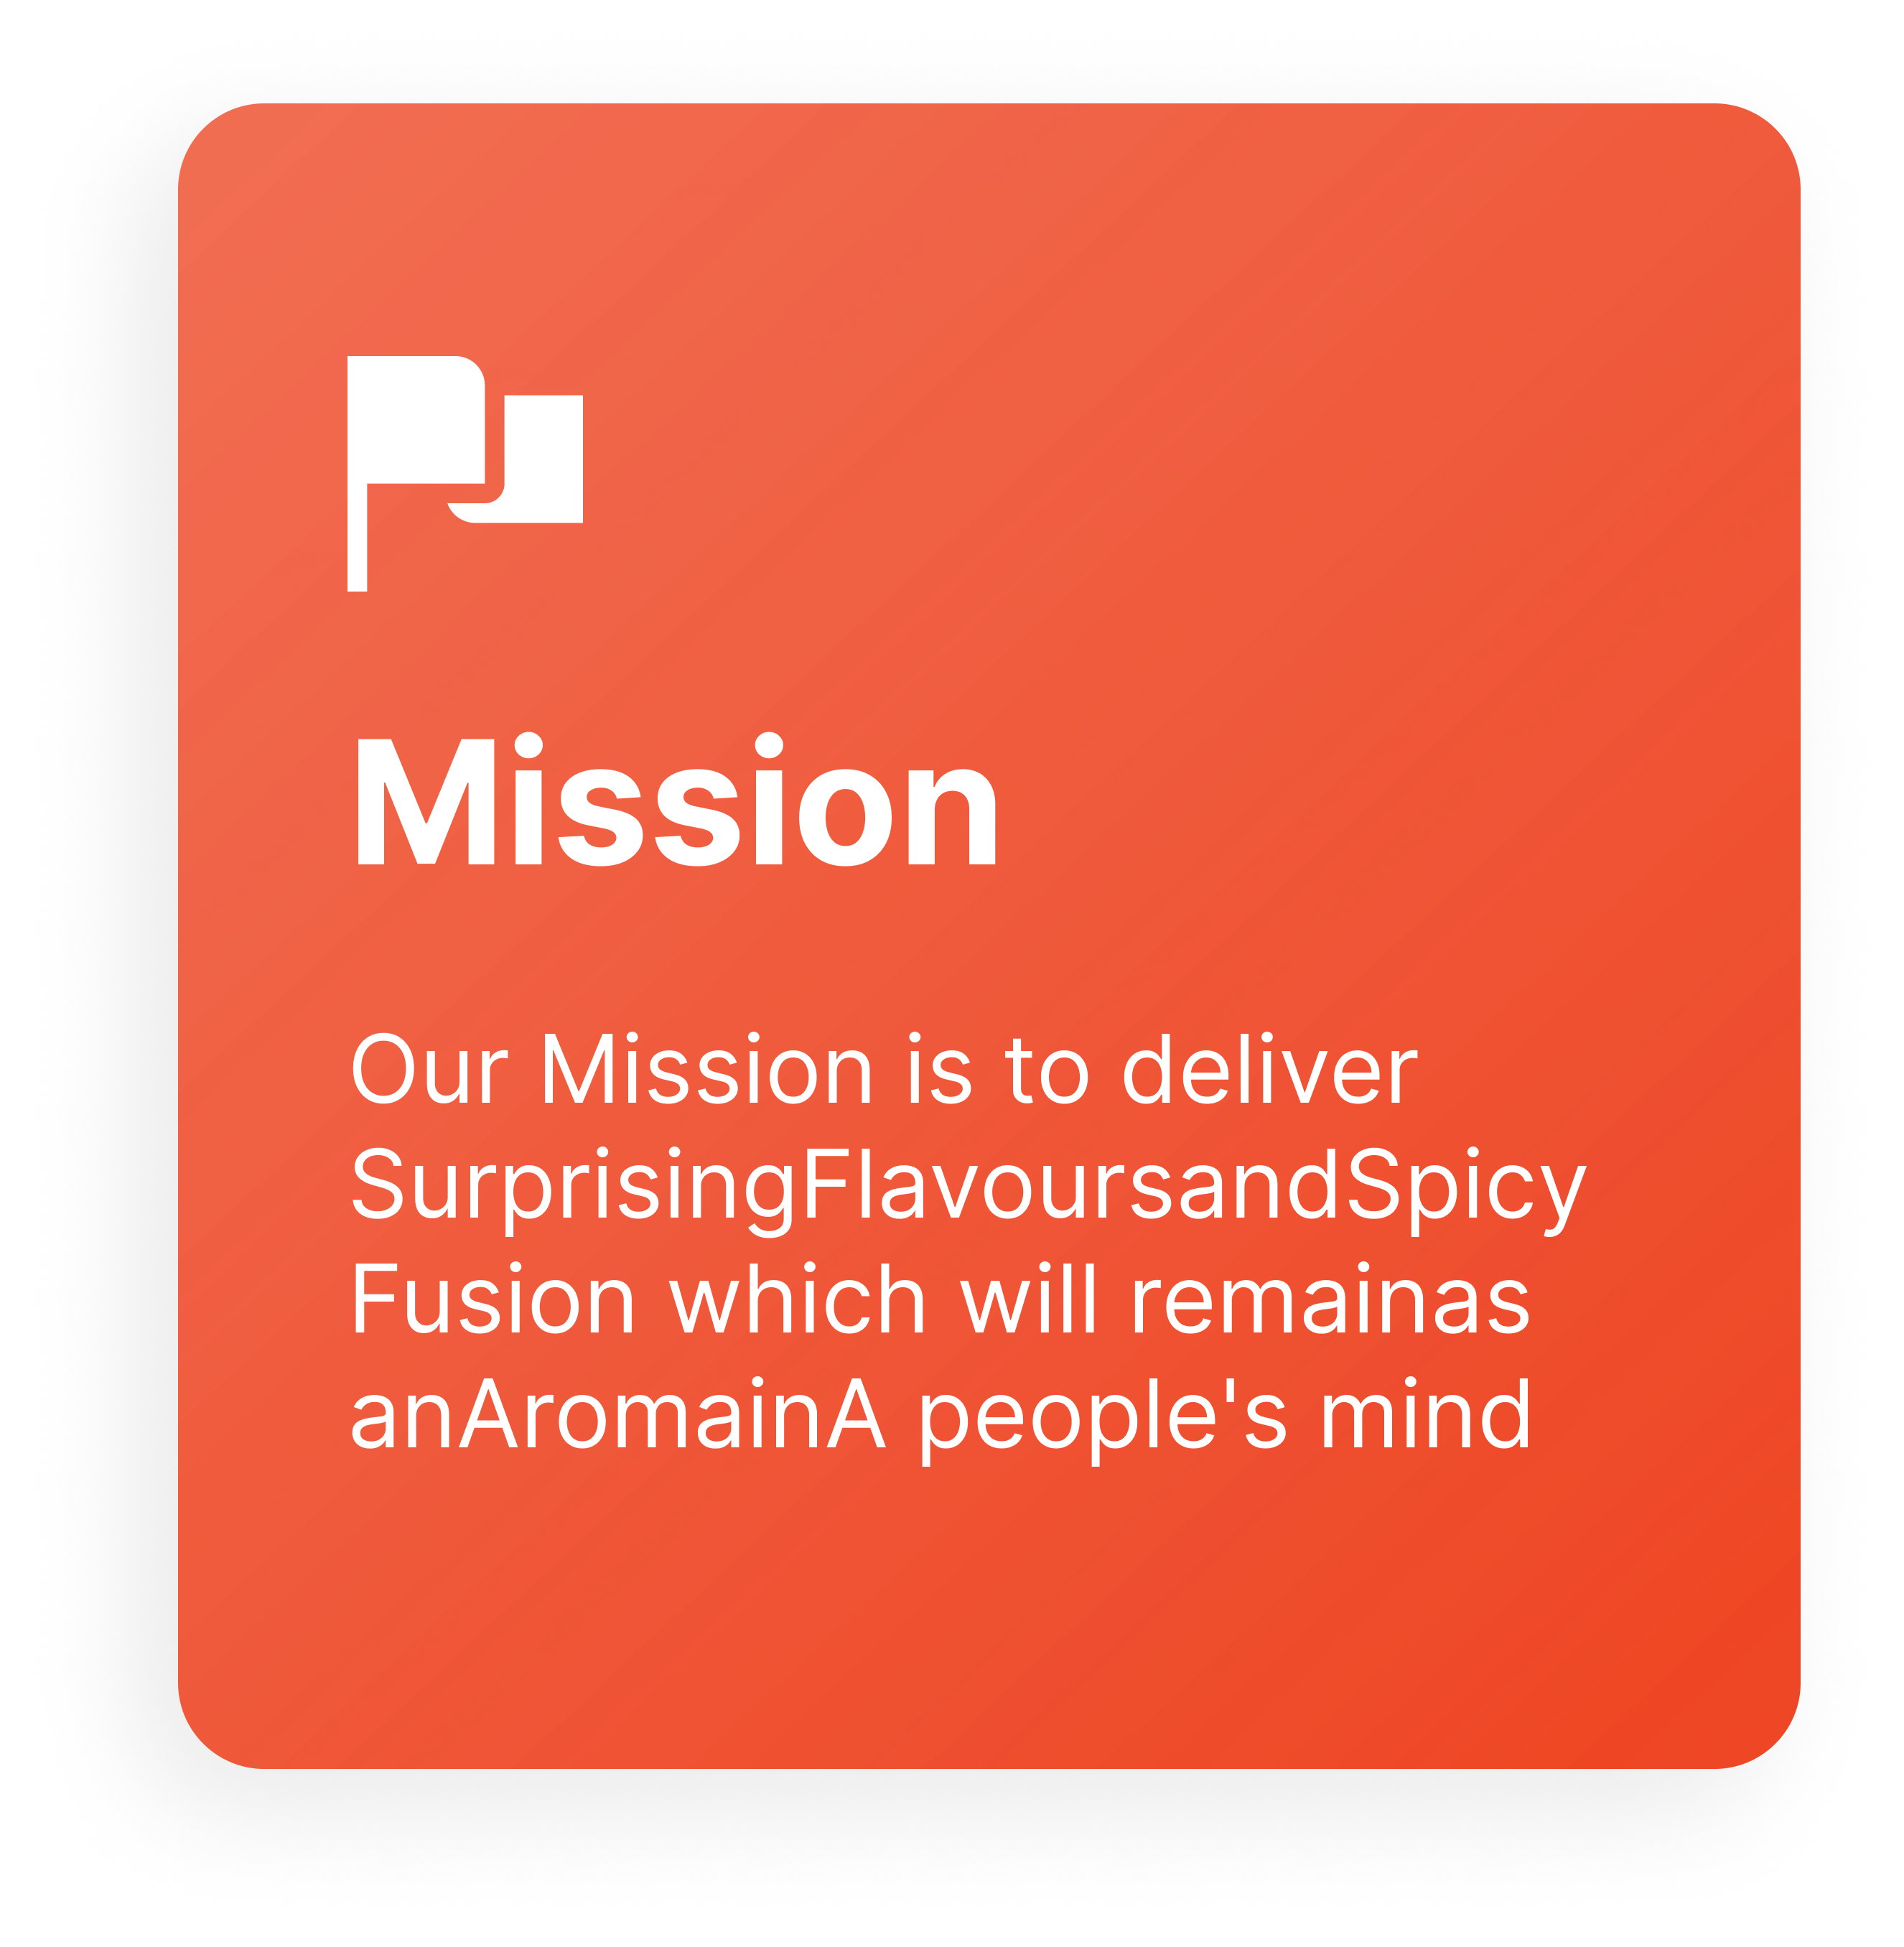 Mission
Our Mission is to deliver
SurprisingFlavoursandSpicy
Fusion which will remainas
anAromainA people's mind